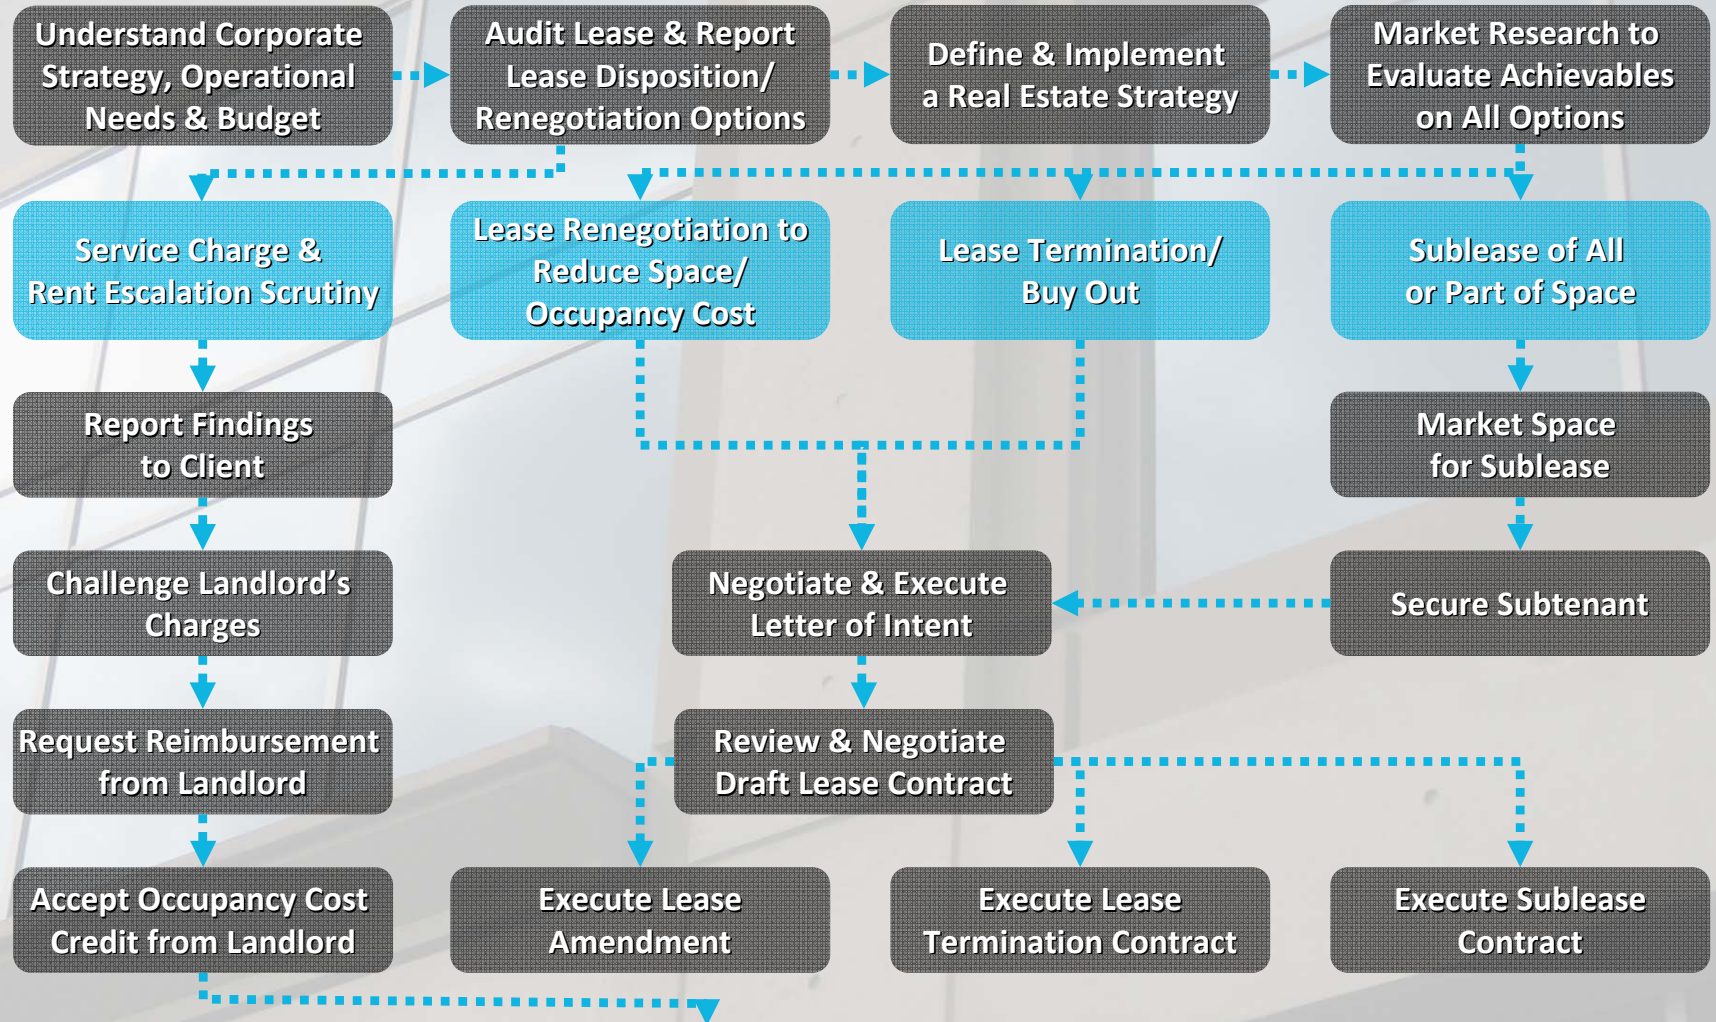 Understand Corporate
Strategy, Operational
Needs & Budget
Audit Lease & Report
Lease Disposition/
Renegotiation Options
Define & Implement
a Real Estate Strategy
Market Research to
Evaluate Achievables
on All Options
Service Charge &
Rent Escalation Scrutiny
Lease Renegotiation to
Reduce Space/
Occupancy Cost
Lease Termination/
Buy Out
Sublease of All
or Part of Space
Report Findings
to Client
Market Space
for Sublease
Challenge Landlord's
Charges
Negotiate & Execute
Letter of Intent
Secure Subtenant
Request Reimbursement
from Landlord
Review & Negotiate
Draft Lease Contract
Accept Occupancy Cost
Credit from Landlord
Execute Lease
Amendment
Execute Lease
Termination Contract
Execute Sublease
Contract